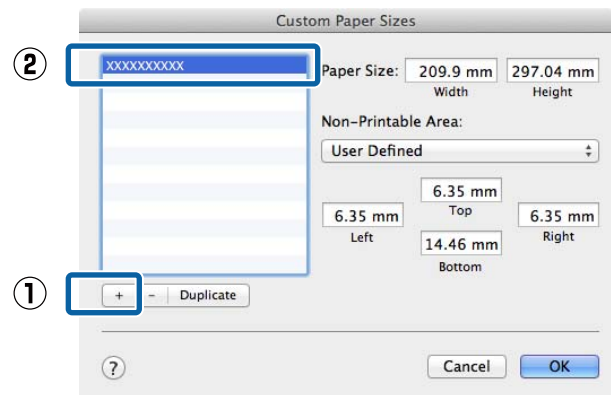 Custom Paper Sizes
②
XXXXXXXXXX
Paper Size: 209.9 mm 297.04 mm
Width Height
Non-Printable Area:
User Defined
6.35 mm
Top
6.35 mm 6.35 mm
Left Right
14.46 mm
Bottom
①
+ - Duplicate
? Cancel OK